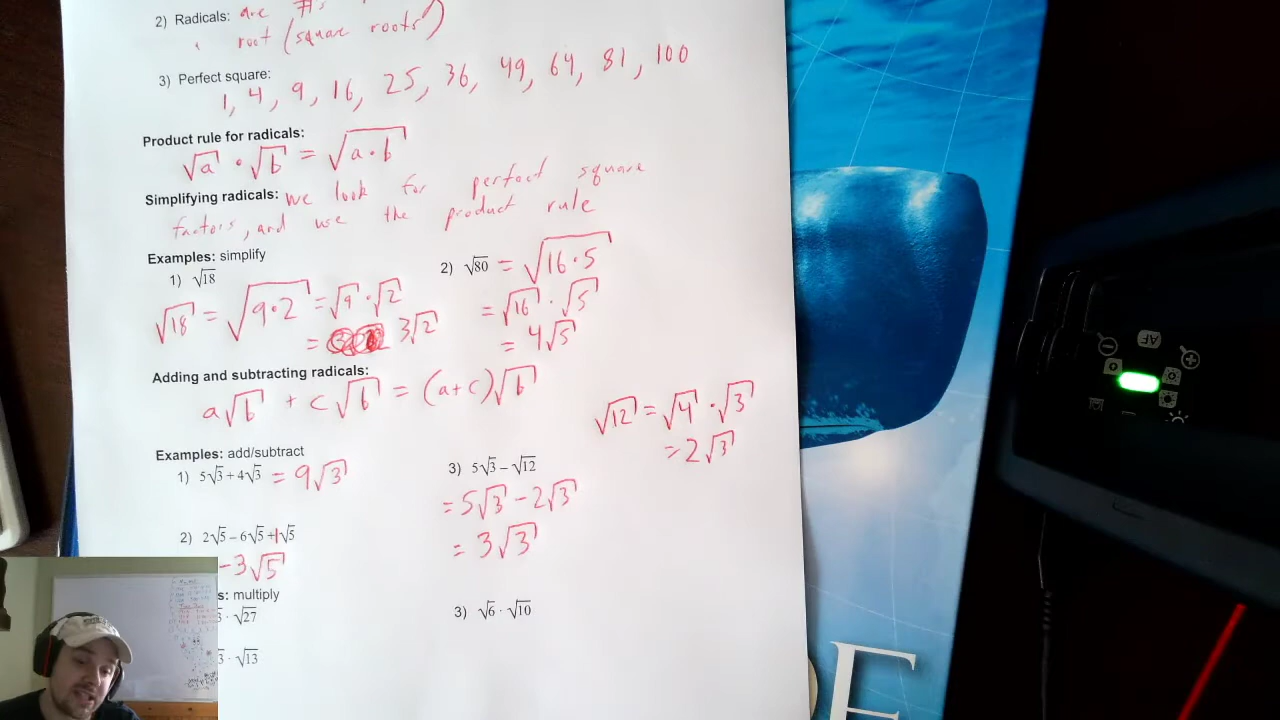 2) Radicals: are #'s
root (square roots)
3) Perfect square:
1, 4, 9, 16, 25, 36, 49, 64, 81, 100
Product rule for radicals:
√a · √b = √a·b
Simplifying radicals: we look for perfect square
factors, and use the product rule
Examples: simplify
1) √18
√18 = √9·2 = √9 · √2
= 3√2
2) √80 = √16·5
= √16 · √5
= 4√5
Adding and subtracting radicals:
a√b + c√b = (a+c)√b
√12 = √4 · √3
= 2√3
Examples: add/subtract
1) 5√3 + 4√3 = 9√3
3) 5√3 − √12
= 5√3 − 2√3
= 3√3
2) 2√5 − 6√5 + 1√5
−3√5
s: multiply
· √27
3) √6 · √10
· √13
AF
E